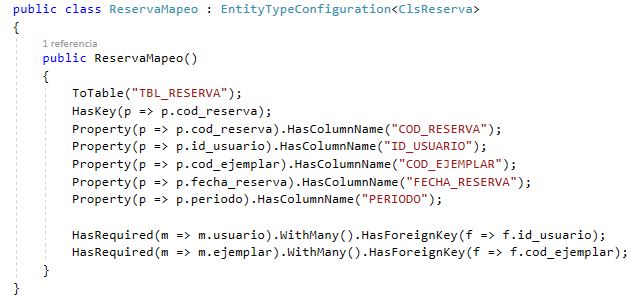 public class ReservaMapeo : EntityTypeConfiguration<ClsReserva>
{
1 referencia
public ReservaMapeo()
{
ToTable("TBL_RESERVA");
HasKey(p => p.cod_reserva);
Property(p => p.cod_reserva).HasColumnName("COD_RESERVA");
Property(p => p.id_usuario).HasColumnName("ID_USUARIO");
Property(p => p.cod_ejemplar).HasColumnName("COD_EJEMPLAR");
Property(p => p.fecha_reserva).HasColumnName("FECHA_RESERVA");
Property(p => p.periodo).HasColumnName("PERIODO");
HasRequired(m => m.usuario).WithMany().HasForeignKey(f => f.id_usuario);
HasRequired(m => m.ejemplar).WithMany().HasForeignKey(f => f.cod_ejemplar);
}
}